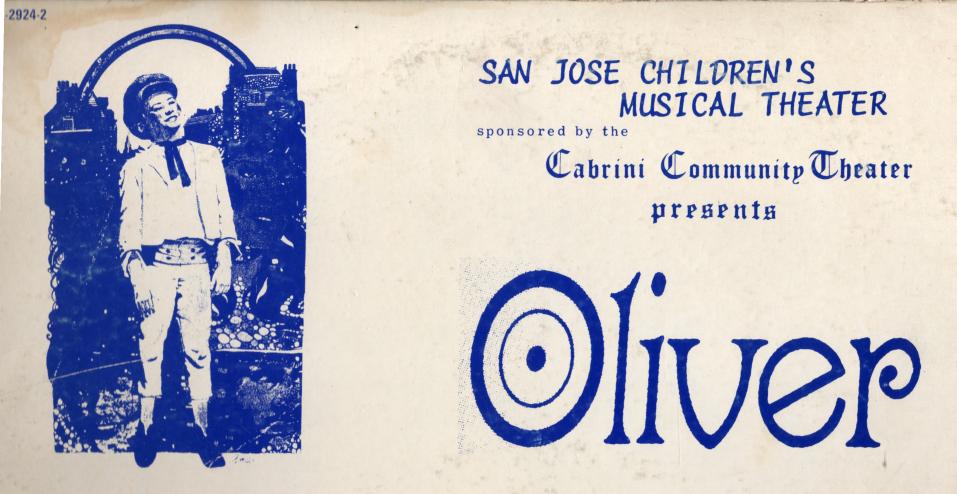 -2924-2
SAN JOSE CHILDREN'S
MUSICAL THEATER
sponsored by the
Cabrini Community Theater
presents
Oliver